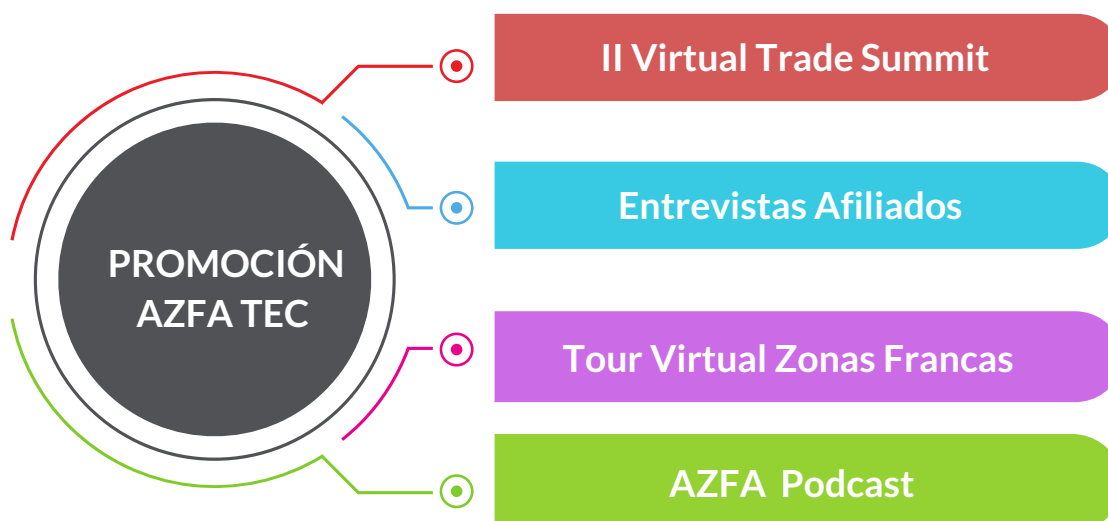 PROMOCIÓN
AZFA TEC
II Virtual Trade Summit
Entrevistas Afiliados
Tour Virtual Zonas Francas
AZFA Podcast